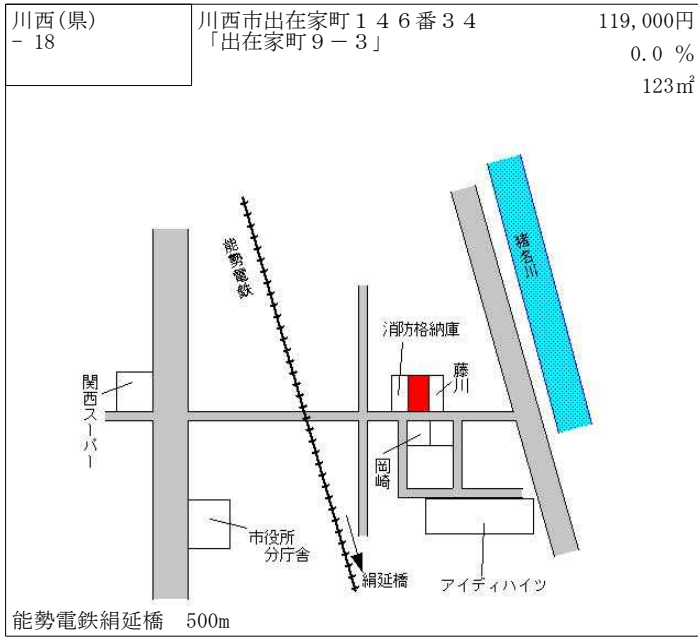 川西(県)
- 18
川西市出在家町１４６番３４
「出在家町９－３」
119,000円
0.0 %
123㎡
猪名川
能勢電鉄
消防格納庫
藤川
関西スーパー
岡崎
市役所
分庁舎
絹延橋
アイディハイツ
能勢電鉄絹延橋　500m